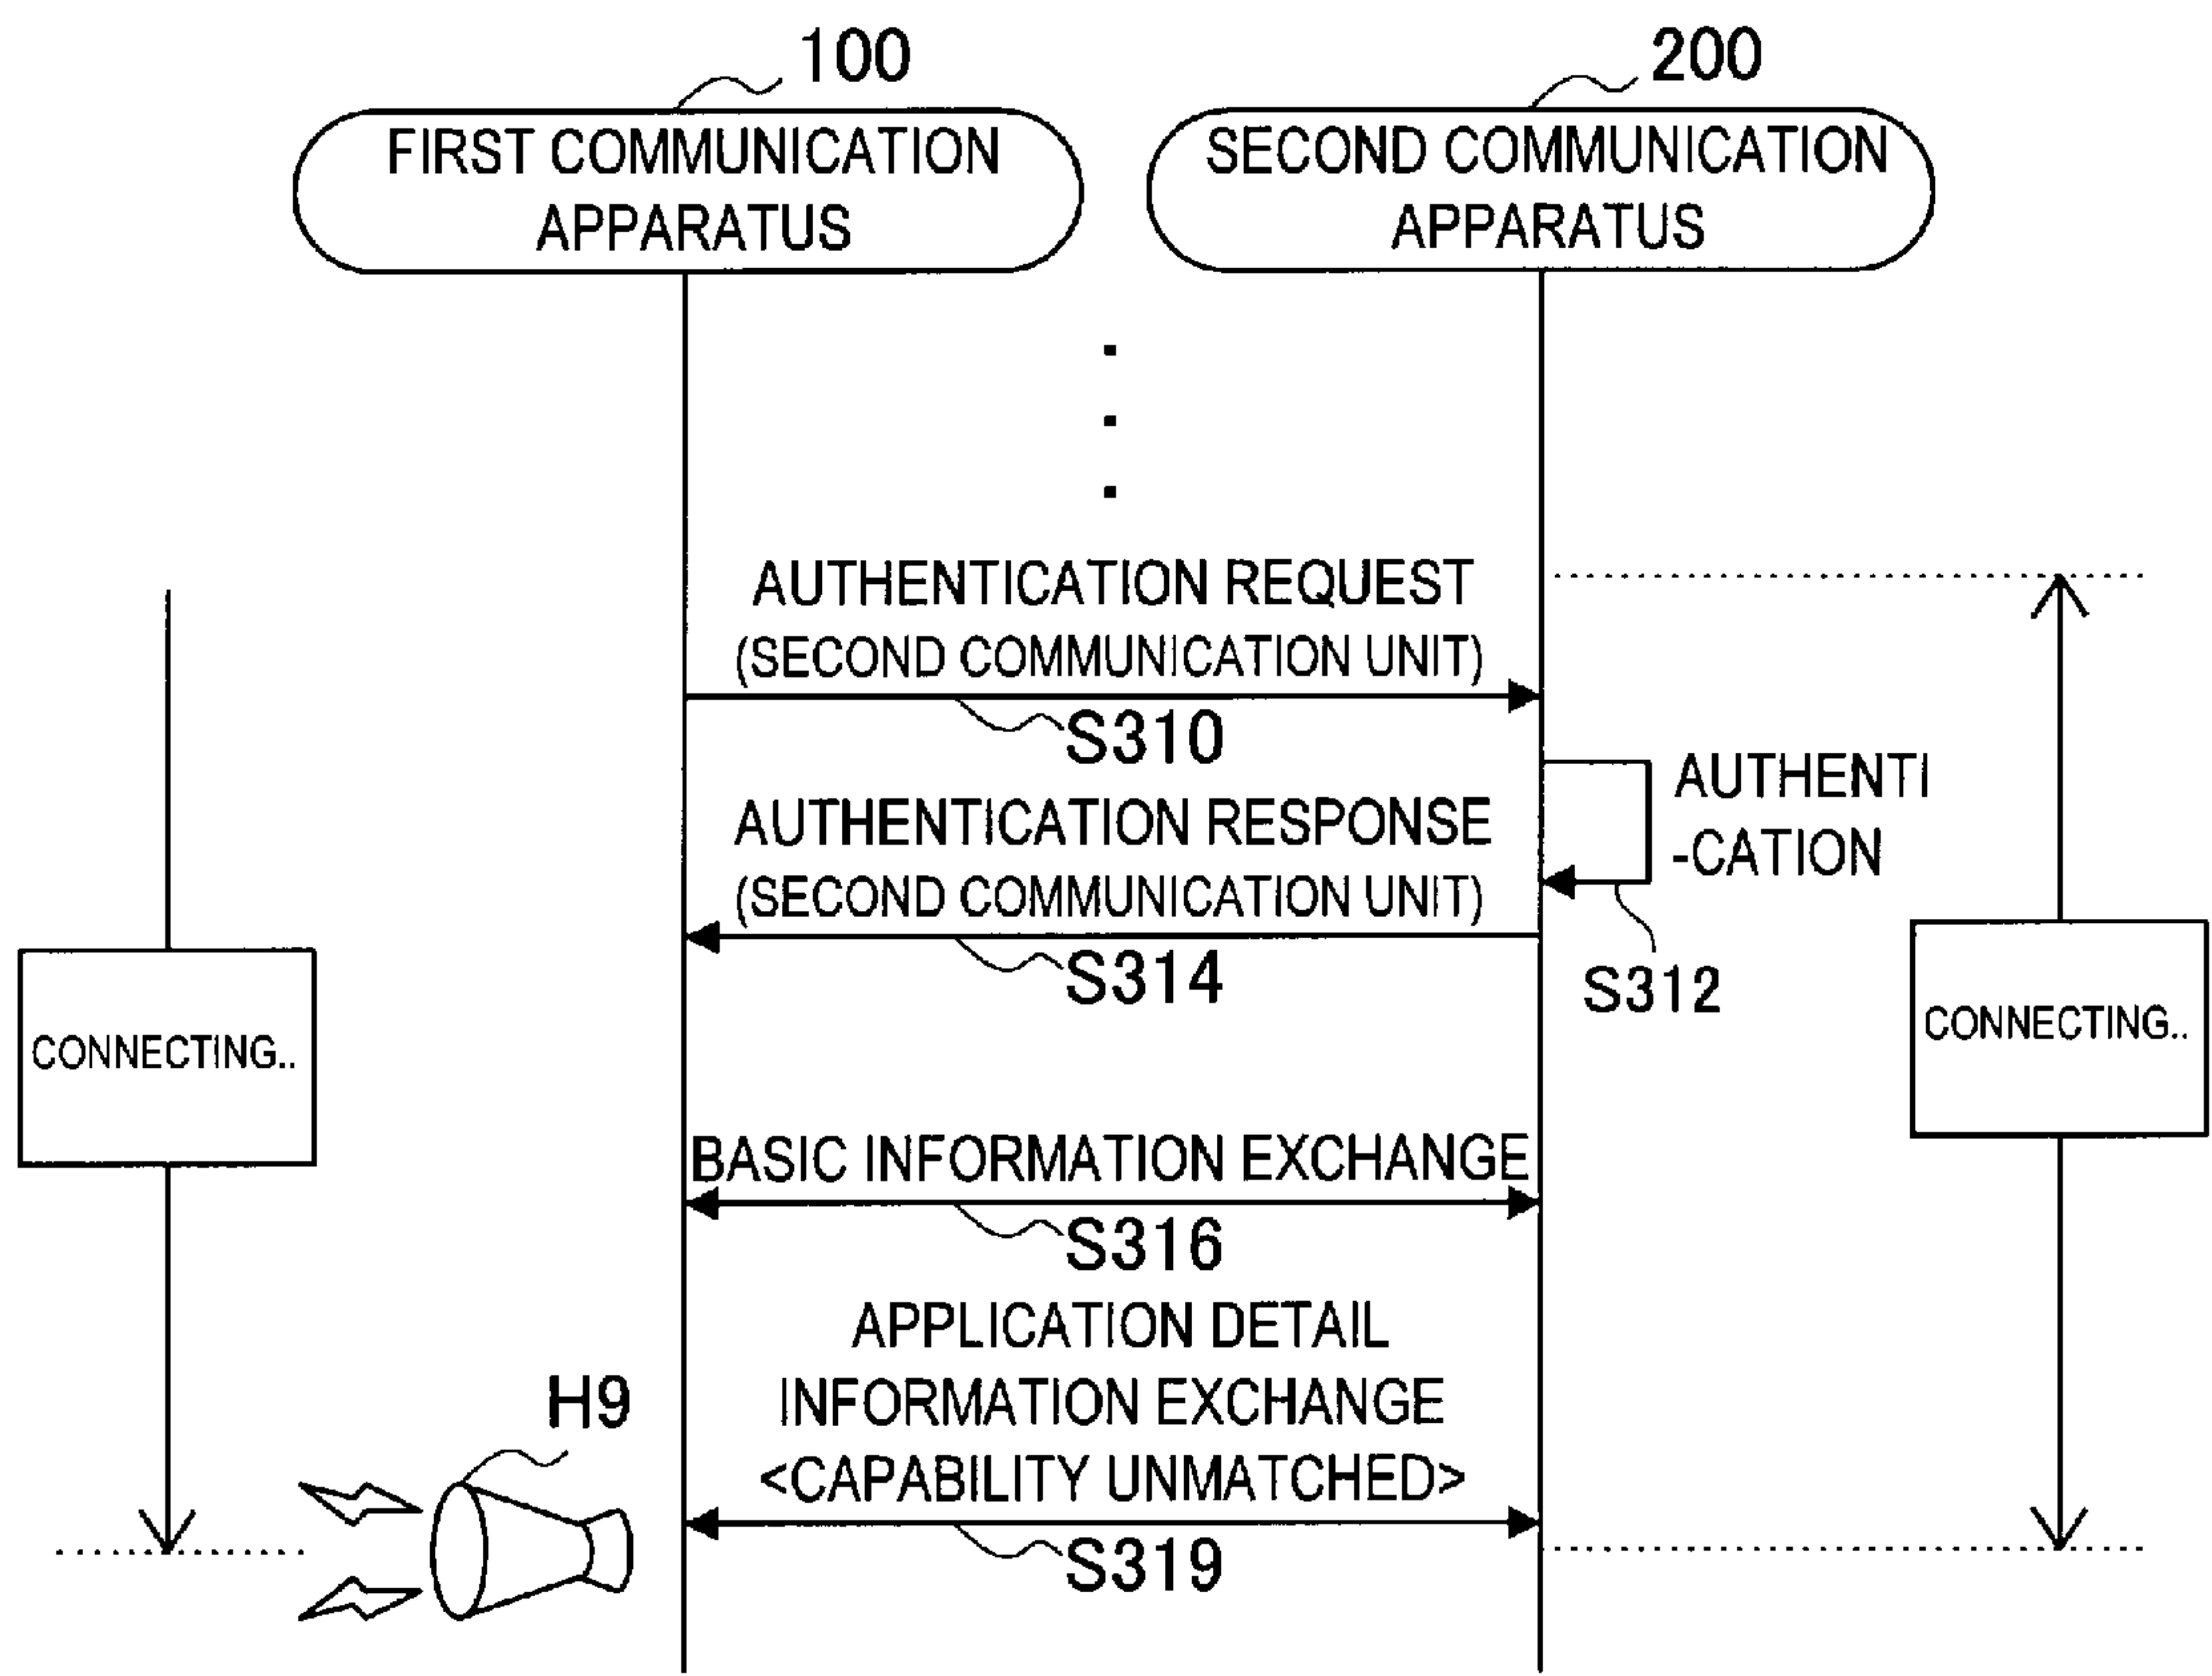 100
200
FIRST COMMUNICATION
APPARATUS
SECOND COMMUNICATION
APPARATUS
AUTHENTICATION REQUEST
(SECOND COMMUNICATION UNIT)
S310
AUTHENTI
-CATION
AUTHENTICATION RESPONSE
(SECOND COMMUNICATION UNIT)
S314
S312
CONNECTING..
CONNECTING..
BASIC INFORMATION EXCHANGE
S316
APPLICATION DETAIL
INFORMATION EXCHANGE
<CAPABILITY UNMATCHED>
H9
S319